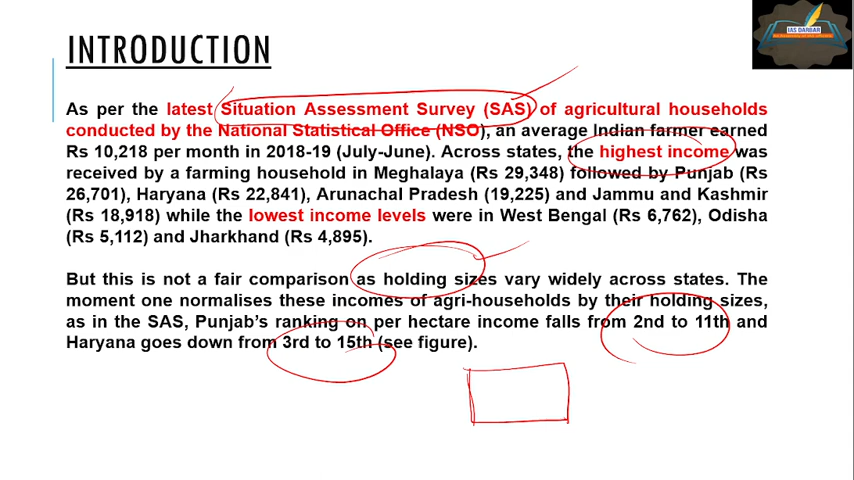 INTRODUCTION
IAS DARBAR
As per the latest Situation Assessment Survey (SAS) of agricultural households
conducted by the National Statistical Office (NSO), an average Indian farmer earned
Rs 10,218 per month in 2018-19 (July-June). Across states, the highest income was
received by a farming household in Meghalaya (Rs 29,348) followed by Punjab (Rs
26,701), Haryana (Rs 22,841), Arunachal Pradesh (19,225) and Jammu and Kashmir
(Rs 18,918) while the lowest income levels were in West Bengal (Rs 6,762), Odisha
(Rs 5,112) and Jharkhand (Rs 4,895).
But this is not a fair comparison as holding sizes vary widely across states. The
moment one normalises these incomes of agri-households by their holding sizes,
as in the SAS, Punjab's ranking on per hectare income falls from 2nd to 11th and
Haryana goes down from 3rd to 15th (see figure).